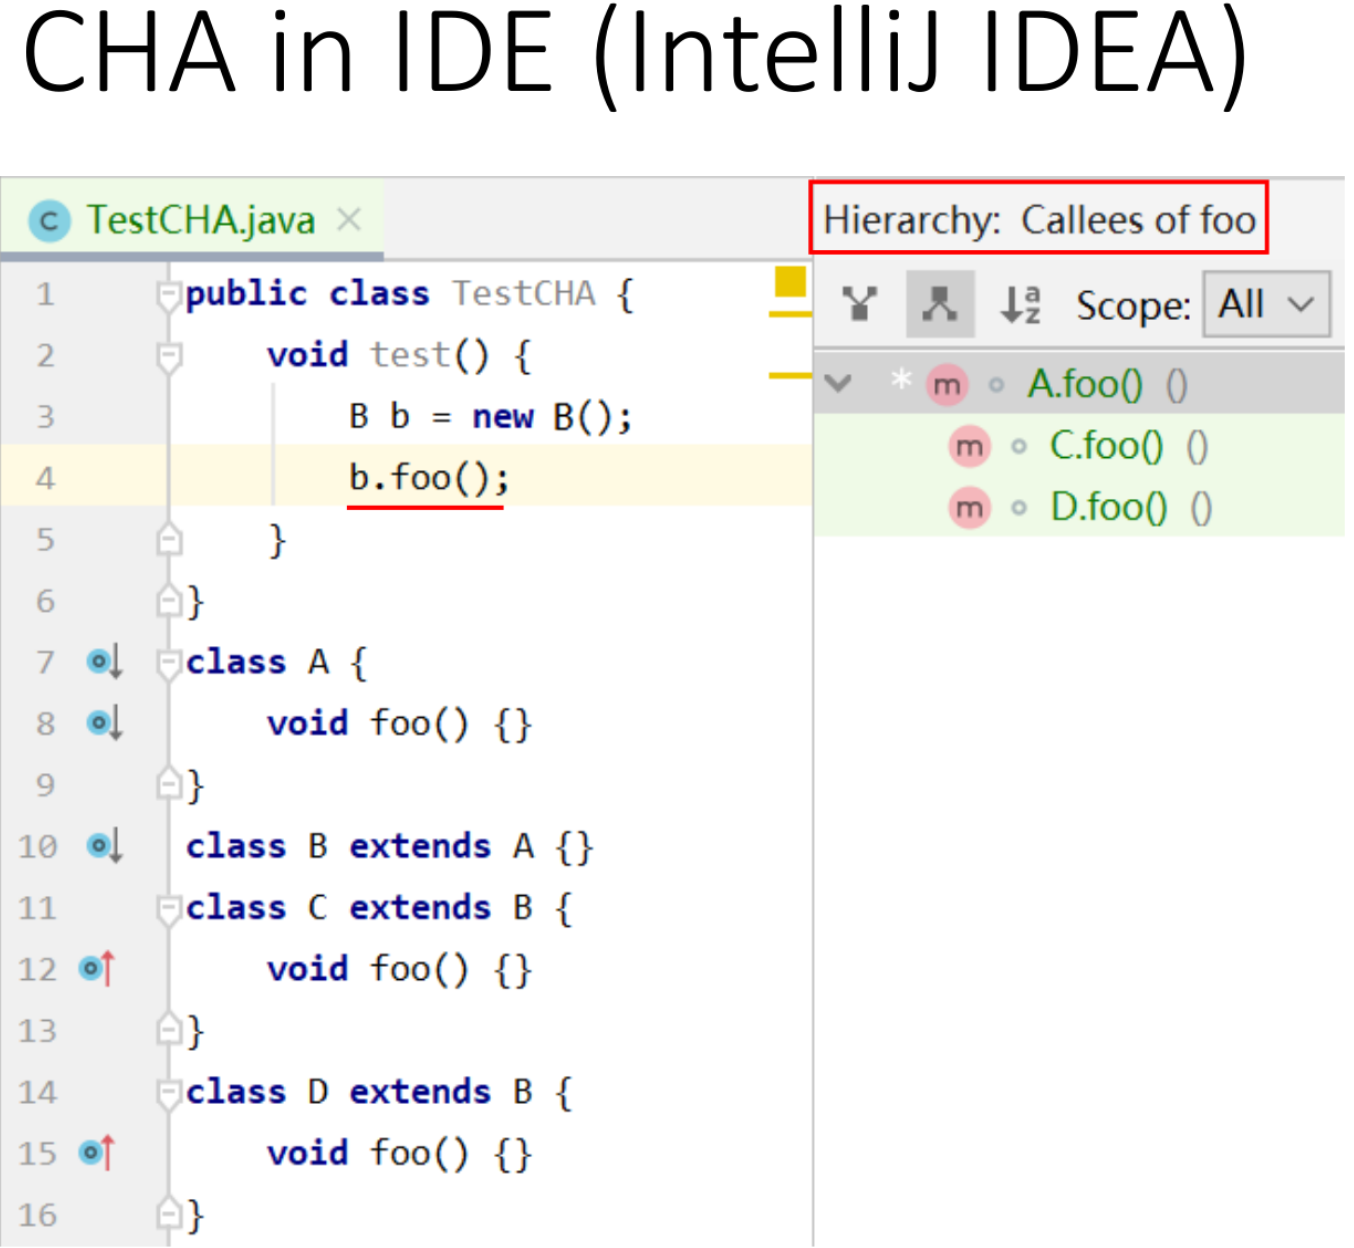 CHA in IDE (IntelliJ IDEA)
TestCHA.java
1 public class TestCHA {
2     void test() {
3         B b = new B();
4         b.foo();
5     }
6 }
7 class A {
8     void foo() {}
9 }
10 class B extends A {}
11 class C extends B {
12     void foo() {}
13 }
14 class D extends B {
15     void foo() {}
16 }
Hierarchy: Callees of foo
Scope: All
* m A.foo() ()
m C.foo() ()
m D.foo() ()